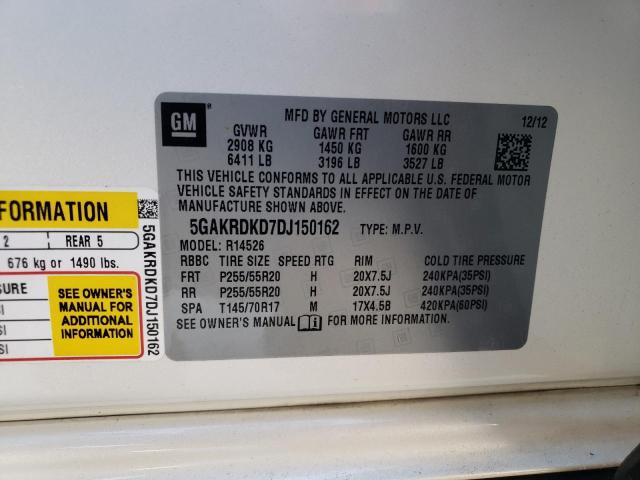 GM
MFD BY GENERAL MOTORS LLC 12/12
GVWR GAWR FRT GAWR RR
2908 KG 1450 KG 1600 KG
6411 LB 3196 LB 3527 LB
THIS VEHICLE CONFORMS TO ALL APPLICABLE U.S. FEDERAL MOTOR
VEHICLE SAFETY STANDARDS IN EFFECT ON THE DATE OF
MANUFACTURE SHOWN ABOVE.
5GAKRDKD7DJ150162 TYPE: M.P.V.
MODEL: R14526
RBBC TIRE SIZE SPEED RTG RIM COLD TIRE PRESSURE
FRT P255/55R20 H 20X7.5J 240KPA(35PSI)
RR P255/55R20 H 20X7.5J 240KPA(35PSI)
SPA T145/70R17 M 17X4.5B 420KPA(60PSI)
SEE OWNER'S MANUAL FOR MORE INFORMATION.
2 REAR 5
676 kg or 1490 lbs.
SEE OWNER'S
MANUAL FOR
ADDITIONAL
INFORMATION
5GAKRDKD7DJ150162